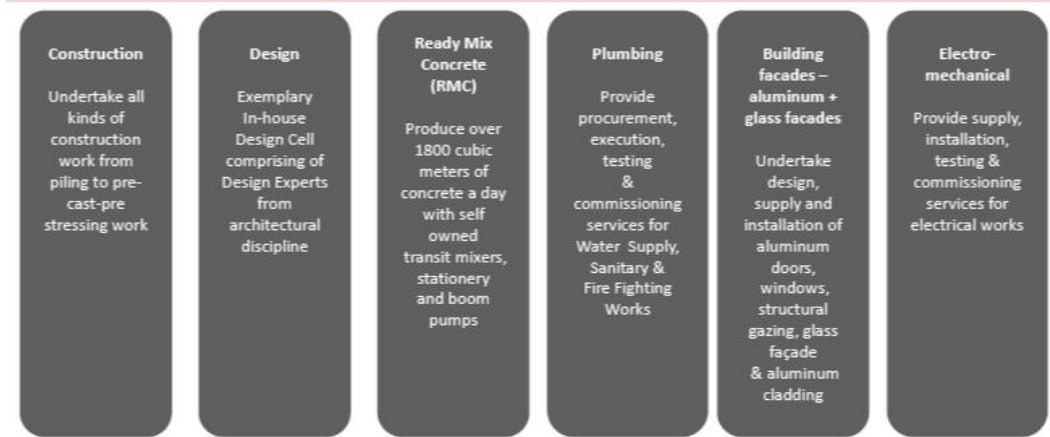 Construction
Undertake all
kinds of
construction
work from
piling to pre-
cast-pre
stressing work
Design
Exemplary
In-house
Design Cell
comprising of
Design Experts
from
architectural
discipline
Ready Mix
Concrete
(RMC)
Produce over
1800 cubic
meters of
concrete a day
with self
owned
transit mixers,
stationery
and boom
pumps
Plumbing
Provide
procurement,
execution,
testing
&
commissioning
services for
Water Supply,
Sanitary &
Fire Fighting
Works
Building
facades –
aluminum +
glass facades
Undertake
design,
supply and
installation of
aluminum
doors,
windows,
structural
gazing, glass
façade
& aluminum
cladding
Electro-
mechanical
Provide supply,
installation,
testing &
commissioning
services for
electrical works